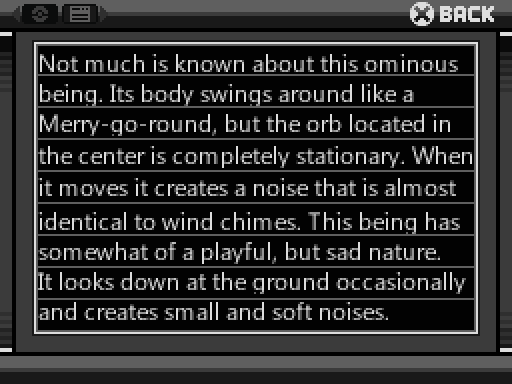 BACK
Not much is known about this ominous
being. Its body swings around like a
Merry-go-round, but the orb located in
the center is completely stationary. When
it moves it creates a noise that is almost
identical to wind chimes. This being has
somewhat of a playful, but sad nature.
It looks down at the ground occasionally
and creates small and soft noises.